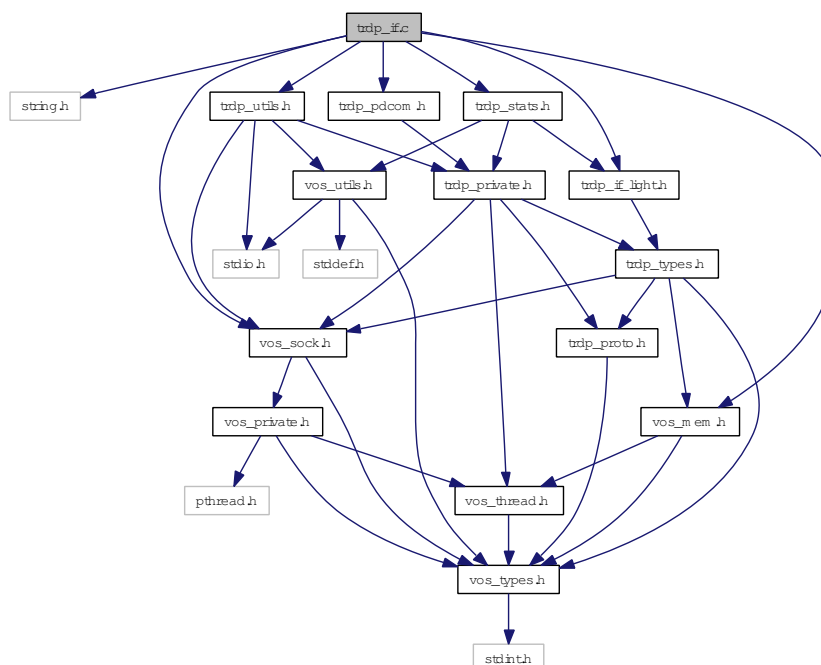 trdp_if.c
string.h
trdp_utils.h
trdp_pdcom.h
trdp_stats.h
vos_utils.h
trdp_private.h
trdp_if_light.h
stdio.h
stddef.h
trdp_types.h
vos_sock.h
trdp_proto.h
vos_private.h
vos_mem.h
pthread.h
vos_thread.h
vos_types.h
stdint.h